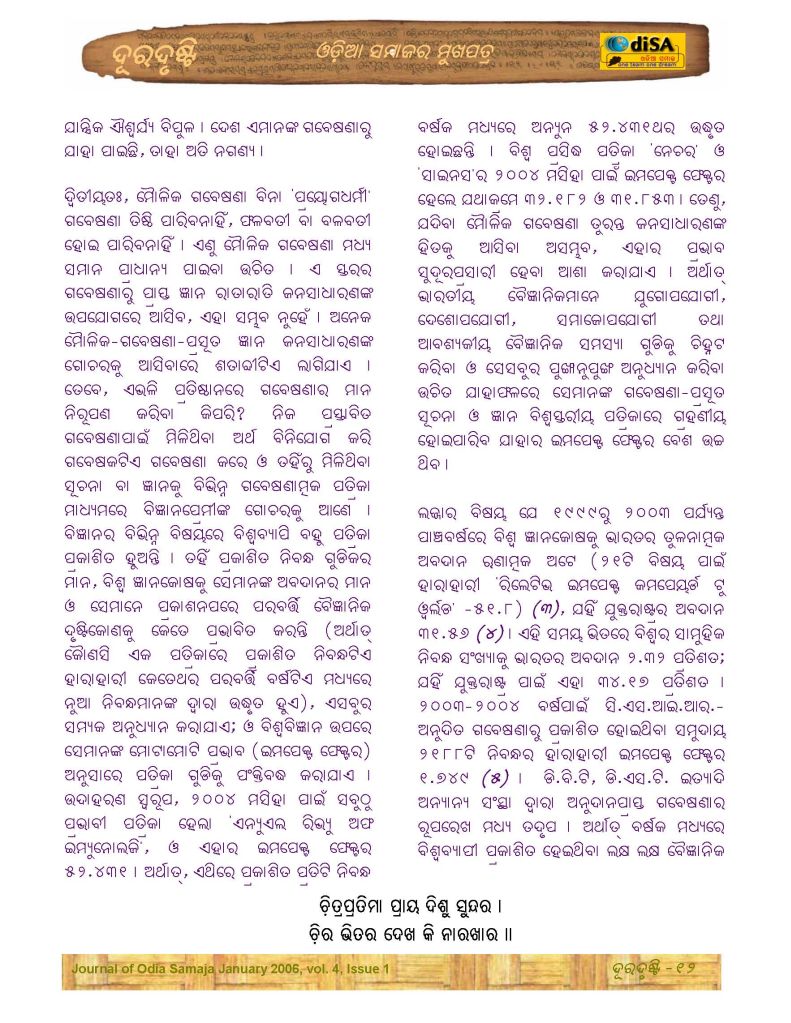 ଦୂରଦୃଷ୍ଟି
ଓଡ଼ିଆ ସମାଜର ମୁଖପତ୍ର
diSA
ଓଡ଼ିଆ ସମାଜ
one team one dream
ଯାନ୍ତ୍ରିକ ଐଶ୍ୱର୍ଯ୍ୟ ବିପୁଳ । ଦେଶ ଏମାନଙ୍କ ଗବେଷଣାରୁ
ଯାହା ପାଇଛି, ତାହା ଅତି ନଗଣ୍ୟ ।
ଦ୍ୱିତୀୟତଃ, ମୌଳିକ ଗବେଷଣା ବିନା 'ପ୍ରୟୋଗଧର୍ମୀ'
ଗବେଷଣା ତିଷ୍ଠି ପାରିବନାହିଁ, ଫଳବତୀ ବା ବଳବତୀ
ହୋଇ ପାରିବନାହିଁ । ଏଣୁ ମୌଳିକ ଗବେଷଣା ମଧ୍ୟ
ସମାନ ପ୍ରାଧାନ୍ୟ ପାଇବା ଉଚିତ । ଏ ସ୍ତରର
ଗବେଷଣାରୁ ପ୍ରାପ୍ତ ଜ୍ଞାନ ରାତାରାତି ଜନସାଧାରଣଙ୍କ
ଉପଯୋଗରେ ଆସିବ, ଏହା ସମ୍ଭବ ନୁହେଁ । ଅନେକ
ମୌଳିକ-ଗବେଷଣା-ପ୍ରସୂତ ଜ୍ଞାନ ଜନସାଧାରଣଙ୍କ
ଗୋଚରକୁ ଆସିବାରେ ଶତାବ୍ଦୀଟିଏ ଲାଗିଯାଏ ।
ତେବେ, ଏଭଳି ପ୍ରତିଷ୍ଠାନରେ ଗବେଷଣାର ମାନ
ନିରୂପଣ କରିବା କିପରି? ନିଜ ପ୍ରସ୍ତାବିତ
ଗବେଷଣାପାଇଁ ମିଳିଥିବା ଅର୍ଥ ବିନିଯୋଗ କରି
ଗବେଷକଟିଏ ଗବେଷଣା କରେ ଓ ତହିଁରୁ ମିଳିଥିବା
ସୂଚନା ବା ଜ୍ଞାନକୁ ବିଭିନ୍ନ ଗବେଷଣାତ୍ମକ ପତ୍ରିକା
ମାଧ୍ୟମରେ ବିଜ୍ଞାନପ୍ରେମୀଙ୍କ ଗୋଚରକୁ ଆଣେ ।
ବିଜ୍ଞାନର ବିଭିନ୍ନ ବିଷୟରେ ବିଶ୍ୱବ୍ୟାପି ବହୁ ପତ୍ରିକା
ପ୍ରକାଶିତ ହୁଅନ୍ତି । ତହିଁ ପ୍ରକାଶିତ ନିବନ୍ଧ ଗୁଡିକର
ମାନ, ବିଶ୍ୱ ଜ୍ଞାନକୋଷକୁ ସେମାନଙ୍କ ଅବଦାନର ମାନ
ଓ ସେମାନେ ପ୍ରକାଶନପରେ ପରବର୍ତ୍ତି ବୈଜ୍ଞାନିକ
ଦୃଷ୍ଟିକୋଣକୁ କେତେ ପ୍ରଭାବିତ କରନ୍ତି (ଅର୍ଥାତ୍
କୌଣସି ଏକ ପତ୍ରିକାରେ ପ୍ରକାଶିତ ନିବନ୍ଧଟିଏ
ହାରାହାରୀ କେତେଥର ପରବର୍ତ୍ତି ବର୍ଷଟିଏ ମଧ୍ୟରେ
ନୁଆ ନିବନ୍ଧମାନଙ୍କ ଦ୍ୱାରା ଉଦ୍ଧୃତ ହୁଏ), ଏସବୁର
ସମ୍ୟକ ଅନୁଧ୍ୟାନ କରାଯାଏ; ଓ ବିଶ୍ୱବିଜ୍ଞାନ ଉପରେ
ସେମାନଙ୍କ ମୋଟାମୋଟି ପ୍ରଭାବ (ଇମପେକ୍ଟ ଫେକ୍ଟର)
ଅନୁସାରେ ପତ୍ରିକା ଗୁଡିକୁ ପଂକ୍ତିବଦ୍ଧ କରାଯାଏ ।
ଉଦାହରଣ ସ୍ୱରୂପ, ୨୦୦୪ ମସିହା ପାଇଁ ସବୁଠୁ
ପ୍ରଭାବୀ ପତ୍ରିକା ହେଲା 'ଏନ୍ୟୁଏଲ ରିଭ୍ୟୁ ଅଫ
ଇମ୍ୟୁନୋଲଜି', ଓ ଏହାର ଇମପେକ୍ଟ ଫେକ୍ଟର
୫୨.୪୩୧ । ଅର୍ଥାତ୍, ଏଥିରେ ପ୍ରକାଶିତ ପ୍ରତିଟି ନିବନ୍ଧ
ବର୍ଷକ ମଧ୍ୟରେ ଅନ୍ୟୁନ ୫୨.୪୩୧ଥର ଉଦ୍ଧୃତ
ହୋଇଛନ୍ତି । ବିଶ୍ୱ ପ୍ରସିଦ୍ଧ ପତ୍ରିକା 'ନେଚର' ଓ
'ସାଇନସ'ର ୨୦୦୪ ମସିହା ପାଇଁ ଇମପେକ୍ଟ ଫେକ୍ଟର
ହେଲେ ଯଥାକ୍ରମେ ୩୨.୧୮୨ ଓ ୩୧.୮୫୩ । ତେଣୁ,
ଯଦିବା ମୌଳିକ ଗବେଷଣା ତୁରନ୍ତ ଜନସାଧାରଣଙ୍କ
ହିତକୁ ଆସିବା ଅସମ୍ଭବ, ଏହାର ପ୍ରଭାବ
ସୁଦୂରପ୍ରସାରୀ ହେବା ଆଶା କରାଯାଏ । ଅର୍ଥାତ୍
ଭାରତୀୟ ବୈଜ୍ଞାନିକମାନେ ଯୁଗୋପଯୋଗୀ,
ଦେଶୋପଯୋଗୀ, ସମାଜୋପଯୋଗୀ ତଥା
ଆବଶ୍ୟକୀୟ ବୈଜ୍ଞାନିକ ସମସ୍ୟା ଗୁଡିକୁ ଚିହ୍ନଟ
କରିବା ଓ ସେସବୁର ପୁଙ୍ଖାନୁପୁଙ୍ଖ ଅନୁଧ୍ୟାନ କରିବା
ଉଚିତ ଯାହାଫଳରେ ସେମାନଙ୍କ ଗବେଷଣା-ପ୍ରସୂତ
ସୂଚନା ଓ ଜ୍ଞାନ ବିଶ୍ୱସ୍ତରୀୟ ପତ୍ରିକାରେ ଗ୍ରହଣୀୟ
ହୋଇପାରିବ ଯାହାର ଇମପେକ୍ଟ ଫେକ୍ଟର ବେଶ ଉଚ୍ଚ
ଥିବ ।
ଲଜ୍ଜାର ବିଷୟ ଯେ ୧୯୯୯ରୁ ୨୦୦୩ ପର୍ଯ୍ୟନ୍ତ
ପାଞ୍ଚବର୍ଷରେ ବିଶ୍ୱ ଜ୍ଞାନକୋଷକୁ ଭାରତର ତୁଳନାତ୍ମକ
ଅବଦାନ ଋଣାତ୍ମକ ଅଟେ (୨୧ଟି ବିଷୟ ପାଇଁ
ହାରାହାରୀ 'ରିଲେଟିଭ ଇମପେକ୍ଟ କମପେୟର୍ଡ ଟୁ
ଓ୍ୱର୍ଲଡ' -୫୧.୮) (୩), ଯହିଁ ଯୁକ୍ତରାଷ୍ଟ୍ରର ଅବଦାନ
୩୧.୫୬ (୪) । ଏହି ସମୟ ଭିତରେ ବିଶ୍ୱର ସାମୁହିକ
ନିବନ୍ଧ ସଂଖ୍ୟାକୁ ଭାରତର ଅବଦାନ ୨.୩୨ ପ୍ରତିଶତ;
ଯହିଁ ଯୁକ୍ତରାଷ୍ଟ୍ର ପାଇଁ ଏହା ୩୪.୧୭ ପ୍ରତିଶତ ।
୨୦୦୩-୨୦୦୪ ବର୍ଷପାଇଁ ସି.ଏସ.ଆଇ.ଆର.-
ଅନୁଦିତ ଗବେଷଣାରୁ ପ୍ରକାଶିତ ହୋଇଥିବା ସମୁଦାୟ
୨୧୮୮ଟି ନିବନ୍ଧର ହାରାହାରୀ ଇମପେକ୍ଟ ଫେକ୍ଟର
୧.୭୪୯ (୫) । ଡି.ବି.ଟି, ଡି.ଏସ.ଟି. ଇତ୍ୟାଦି
ଅନ୍ୟାନ୍ୟ ସଂସ୍ଥା ଦ୍ୱାରା ଅନୁଦାନପ୍ରାପ୍ତ ଗବେଷଣାର
ରୂପରେଖ ମଧ୍ୟ ତଦ୍ରୂପ । ଅର୍ଥାତ୍ ବର୍ଷକ ମଧ୍ୟରେ
ବିଶ୍ୱବ୍ୟାପୀ ପ୍ରକାଶିତ ହେଇଥିବା ଲକ୍ଷ ଲକ୍ଷ ବୈଜ୍ଞାନିକ
ଚିତ୍ରପ୍ରତିମା ପ୍ରାୟ ଦିଶୁ ସୁନ୍ଦର ।
ଚିର ଭିତର ଦେଖ କି ନାରଖାର ॥
Journal of Odia Samaja January 2006, vol. 4, Issue 1
ଦୂରଦୃଷ୍ଟି - ୧୨